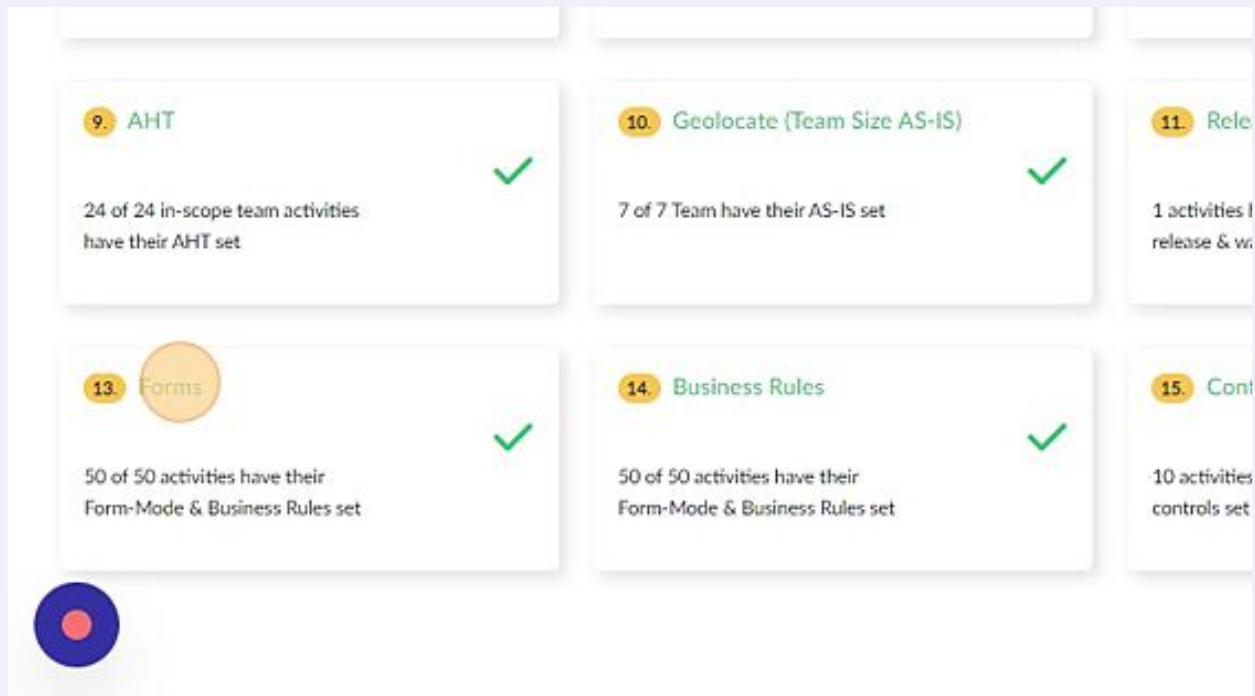 9. AHT
24 of 24 in-scope team activities
have their AHT set
10. Geolocate (Team Size AS-IS)
7 of 7 Team have their AS-IS set
11.
1 activities
release &
13. Forms
50 of 50 activities have their
Form-Mode & Business Rules set
14. Business Rules
50 of 50 activities have their
Form-Mode & Business Rules set
15.
10 activities
controls set